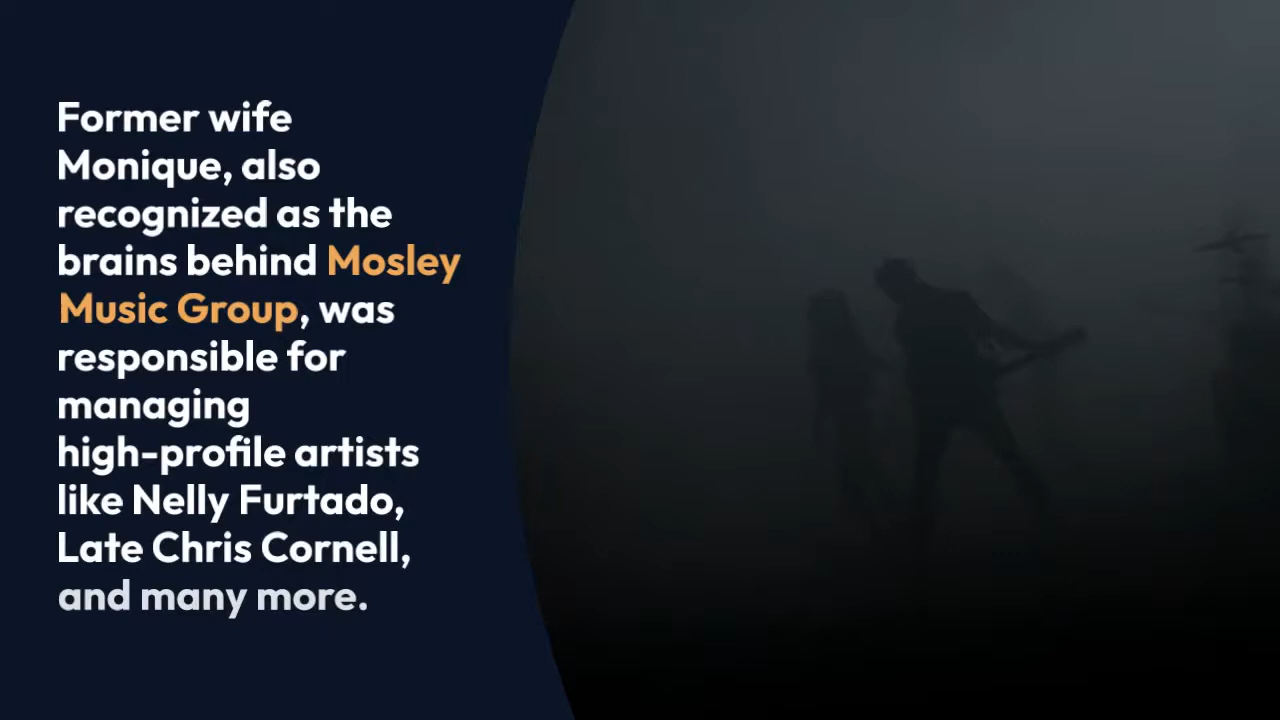 Former wife
Monique, also
recognized as the
brains behind Mosley
Music Group, was
responsible for
managing
high-profile artists
like Nelly Furtado,
Late Chris Cornell,
and many more.